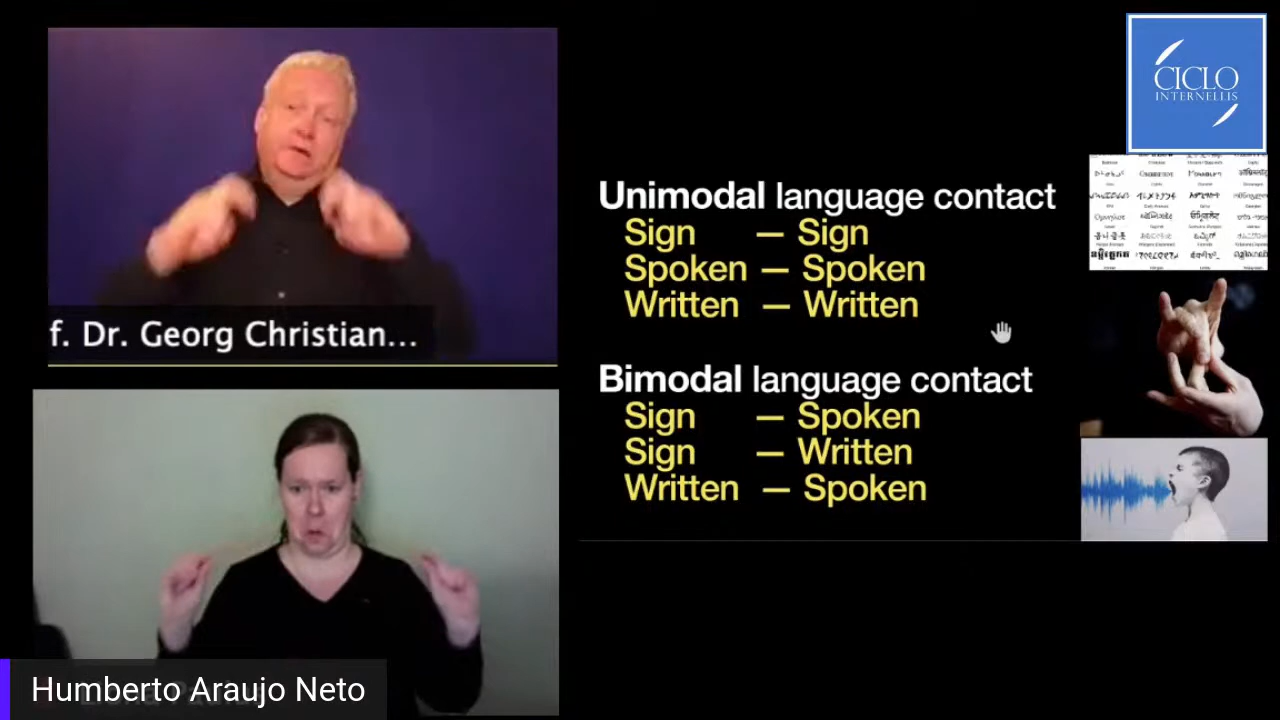 CICLO
INTERNELLIS
f. Dr. Georg Christian...
Unimodal language contact
Sign — Sign
Spoken — Spoken
Written — Written
Bimodal language contact
Sign — Spoken
Sign — Written
Written — Spoken
Humberto Araujo Neto